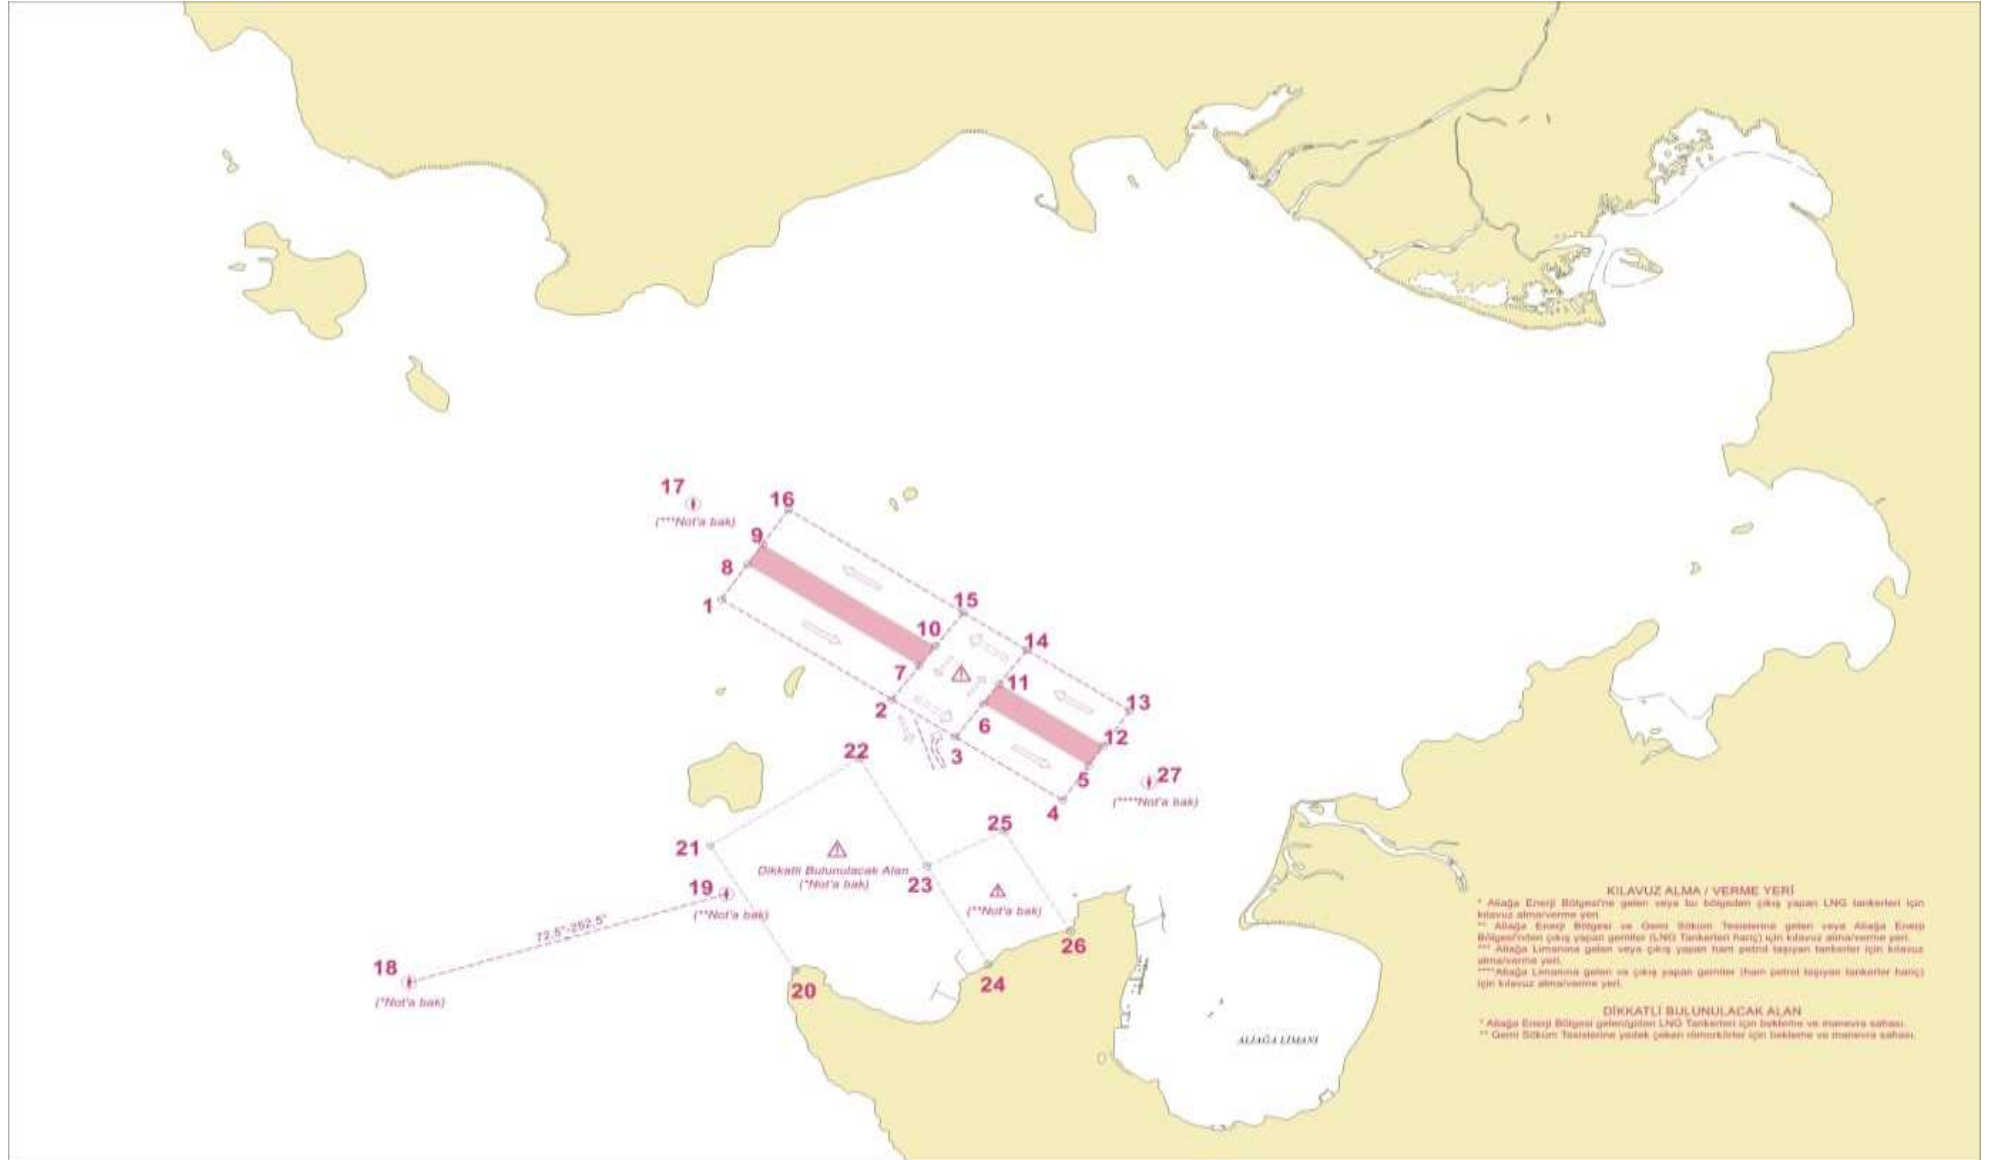 17
(***Not'a bak)
16
9
8
1
15
10
14
7
11
13
2
6
12
3
5
27
(****Not'a bak)
4
22
25
21
Dikkatli Bulunulacak Alan
(*Not'a bak)
23
19
(**Not'a bak)
(**Not'a bak)
72.5°-252.5°
26
18
(*Not'a bak)
20
24
ALİAĞA LİMANI
KILAVUZ ALMA / VERME YERİ
* Aliağa Enerji Bölgesi'ne gelen veya bu bölgeden çıkış yapan LNG tankerleri için
kılavuz alma/verme yeri
** Aliağa Enerji Bölgesi ve Gemi Söküm Tesislerine gelen veya Aliağa Enerji
Bölgesi'nden çıkış yapan gemiler (LNG Tankerleri hariç) için kılavuz alma/verme yeri.
*** Aliağa Limanına gelen veya çıkış yapan ham petrol taşıyan tankerler için kılavuz
alma/verme yeri.
****Aliağa Limanına gelen ve çıkış yapan gemiler (ham petrol taşıyan tankerler hariç)
için kılavuz alma/verme yeri.
DİKKATLİ BULUNULACAK ALAN
* Aliağa Enerji Bölgesi gelen/giden LNG Tankerleri için bekleme ve manevra sahası.
** Gemi Söküm Tesislerine yedek çeken römorkörler için bekleme ve manevra sahası.